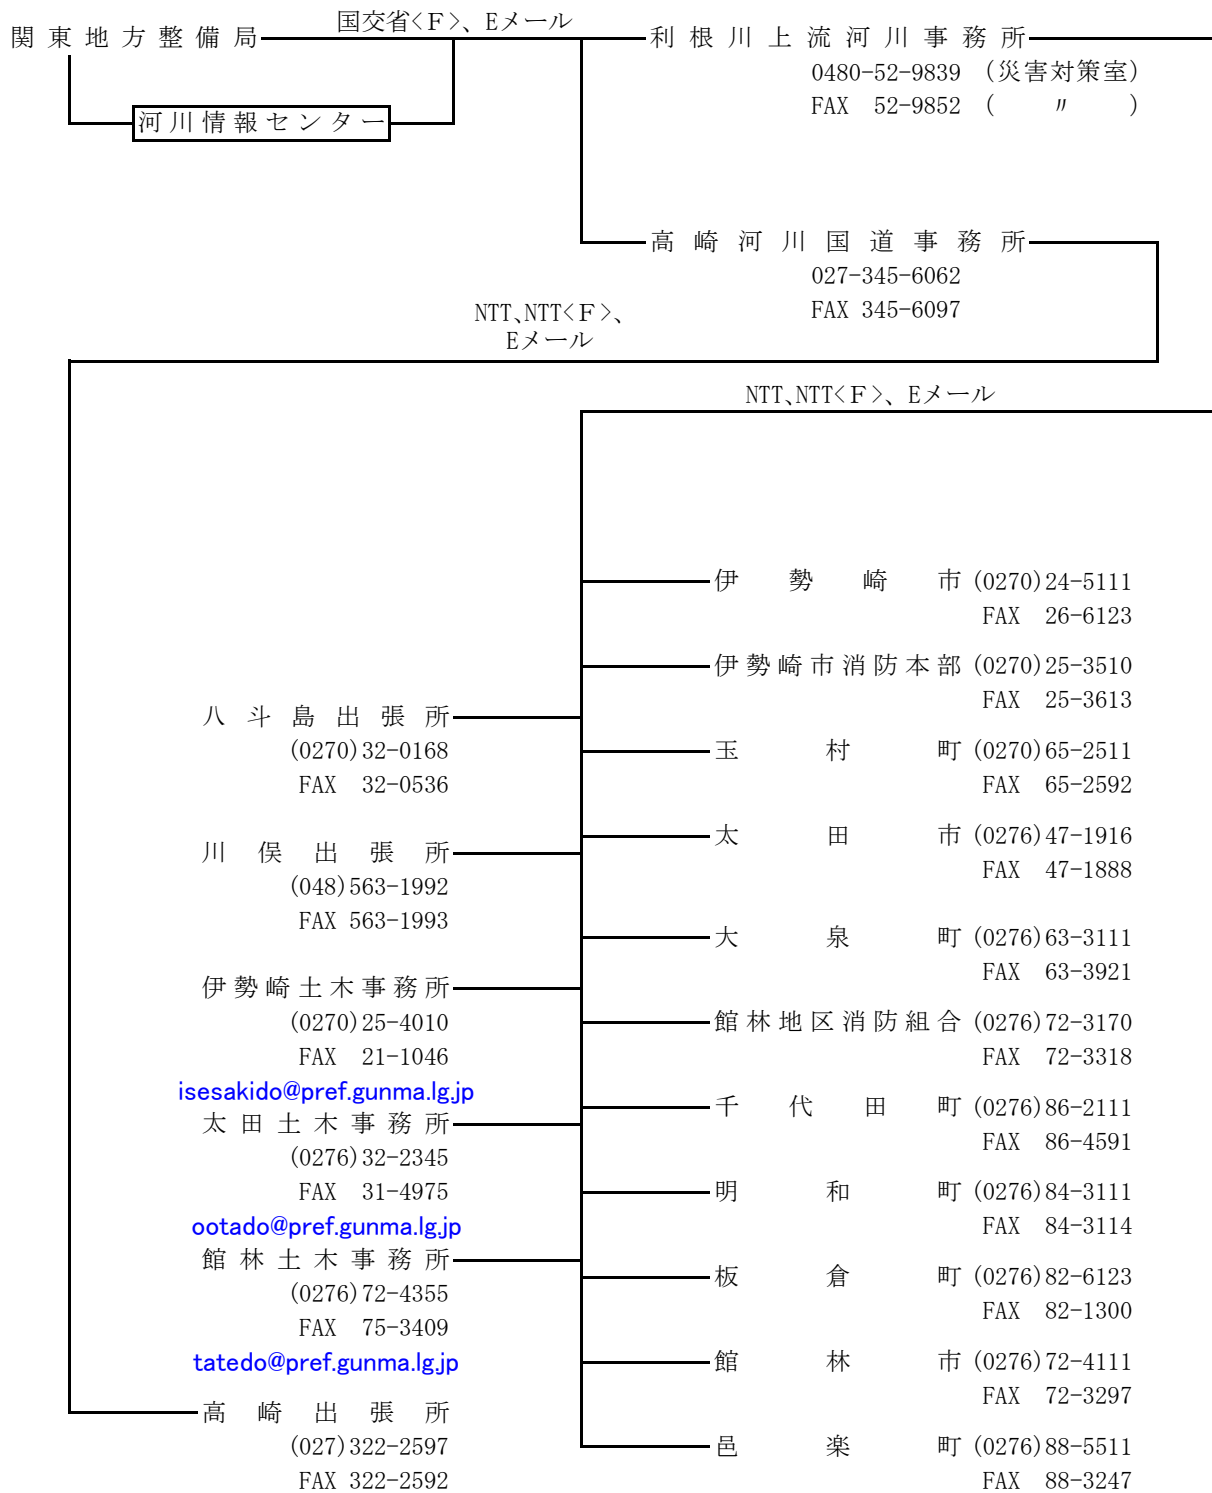 国交省<F>、Eメール
関東地方整備局
利根川上流河川事務所
0480-52-9839 (災害対策室)
FAX 52-9852 ( 〃 )
河川情報センター
高崎河川国道事務所
027-345-6062
FAX 345-6097
NTT、NTT<F>、
Eメール
NTT、NTT<F>、Eメール
伊勢崎市 (0270)24-5111
FAX 26-6123
伊勢崎市消防本部 (0270)25-3510
FAX 25-3613
玉村町 (0270)65-2511
FAX 65-2592
太田市 (0276)47-1916
FAX 47-1888
大泉町 (0276)63-3111
FAX 63-3921
館林地区消防組合 (0276)72-3170
FAX 72-3318
千代田町 (0276)86-2111
FAX 86-4591
明和町 (0276)84-3111
FAX 84-3114
板倉町 (0276)82-6123
FAX 82-1300
館林市 (0276)72-4111
FAX 72-3297
邑楽町 (0276)88-5511
FAX 88-3247
八斗島出張所
(0270)32-0168
FAX 32-0536
川俣出張所
(048)563-1992
FAX 563-1993
伊勢崎土木事務所
(0270)25-4010
FAX 21-1046
isesakido@pref.gunma.lg.jp
太田土木事務所
(0276)32-2345
FAX 31-4975
ootado@pref.gunma.lg.jp
館林土木事務所
(0276)72-4355
FAX 75-3409
tatedo@pref.gunma.lg.jp
高崎出張所
(027)322-2597
FAX 322-2592